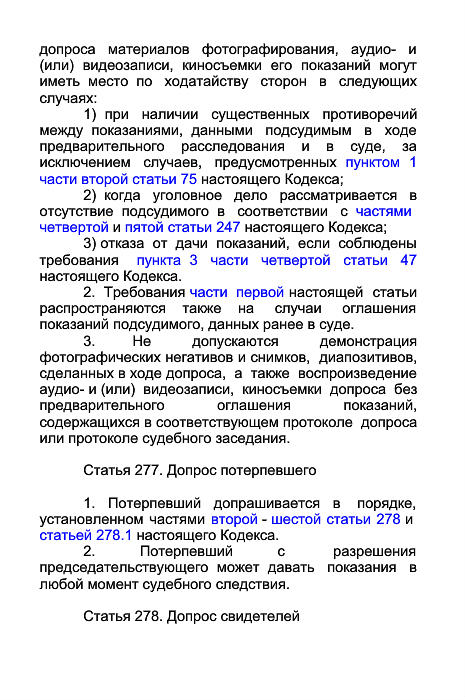 допроса материалов фотографирования, аудио- и
(или) видеозаписи, киносъемки его показаний могут
иметь место по ходатайству сторон в следующих
случаях:
1) при наличии существенных противоречий
между показаниями, данными подсудимым в ходе
предварительного расследования и в суде, за
исключением случаев, предусмотренных пунктом 1
части второй статьи 75 настоящего Кодекса;
2) когда уголовное дело рассматривается в
отсутствие подсудимого в соответствии с частями
четвертой и пятой статьи 247 настоящего Кодекса;
3) отказа от дачи показаний, если соблюдены
требования пункта 3 части четвертой статьи 47
настоящего Кодекса.
2. Требования части первой настоящей статьи
распространяются также на случаи оглашения
показаний подсудимого, данных ранее в суде.
3. Не допускаются демонстрация
фотографических негативов и снимков, диапозитивов,
сделанных в ходе допроса, а также воспроизведение
аудио- и (или) видеозаписи, киносъемки допроса без
предварительного оглашения показаний,
содержащихся в соответствующем протоколе допроса
или протоколе судебного заседания.
Статья 277. Допрос потерпевшего
1. Потерпевший допрашивается в порядке,
установленном частями второй - шестой статьи 278 и
статьей 278.1 настоящего Кодекса.
2. Потерпевший с разрешения
председательствующего может давать показания в
любой момент судебного следствия.
Статья 278. Допрос свидетелей